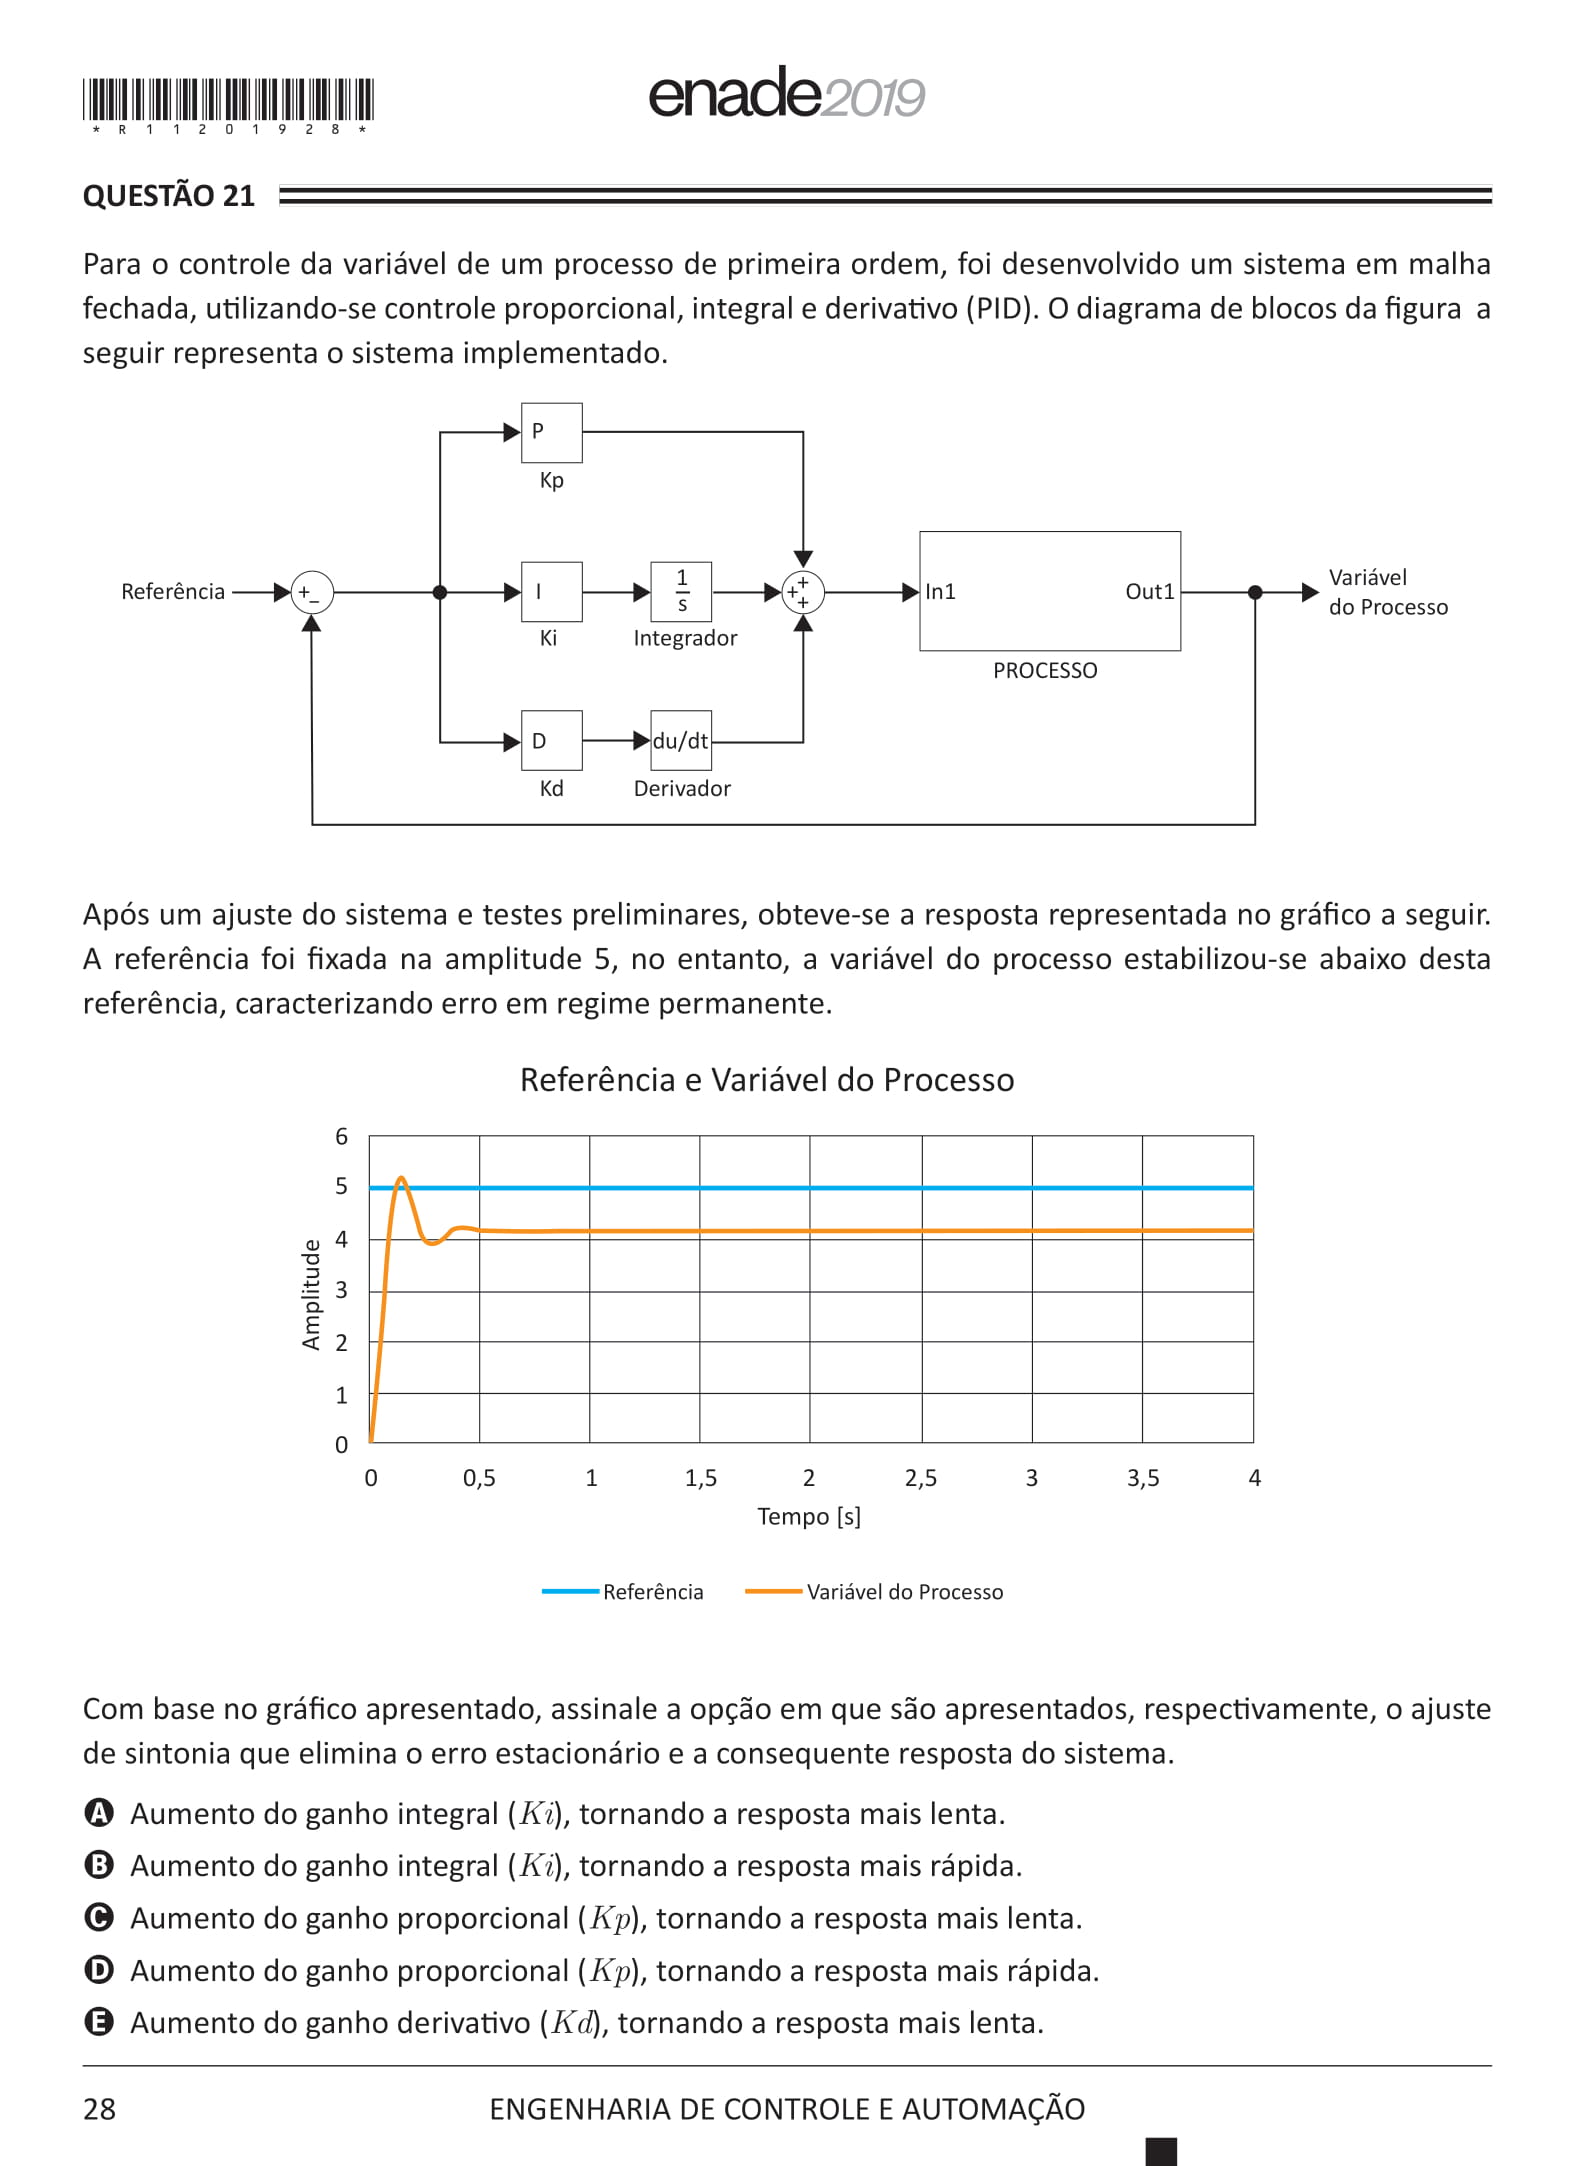 *R11201928*
enade2019
QUESTÃO 21
Para o controle da variável de um processo de primeira ordem, foi desenvolvido um sistema em malha
fechada, utilizando-se controle proporcional, integral e derivativo (PID). O diagrama de blocos da figura a
seguir representa o sistema implementado.
P
Kp
Referência
+
−
I
Ki
1
s
Integrador
+
+
+
In1
Out1
PROCESSO
Variável
do Processo
D
Kd
du/dt
Derivador
Após um ajuste do sistema e testes preliminares, obteve-se a resposta representada no gráfico a seguir.
A referência foi fixada na amplitude 5, no entanto, a variável do processo estabilizou-se abaixo desta
referência, caracterizando erro em regime permanente.
Referência e Variável do Processo
Amplitude
6
5
4
3
2
1
0
0 0,5 1 1,5 2 2,5 3 3,5 4
Tempo [s]
Referência Variável do Processo
Com base no gráfico apresentado, assinale a opção em que são apresentados, respectivamente, o ajuste
de sintonia que elimina o erro estacionário e a consequente resposta do sistema.
A Aumento do ganho integral (Ki), tornando a resposta mais lenta.
B Aumento do ganho integral (Ki), tornando a resposta mais rápida.
C Aumento do ganho proporcional (Kp), tornando a resposta mais lenta.
D Aumento do ganho proporcional (Kp), tornando a resposta mais rápida.
E Aumento do ganho derivativo (Kd), tornando a resposta mais lenta.
28
ENGENHARIA DE CONTROLE E AUTOMAÇÃO